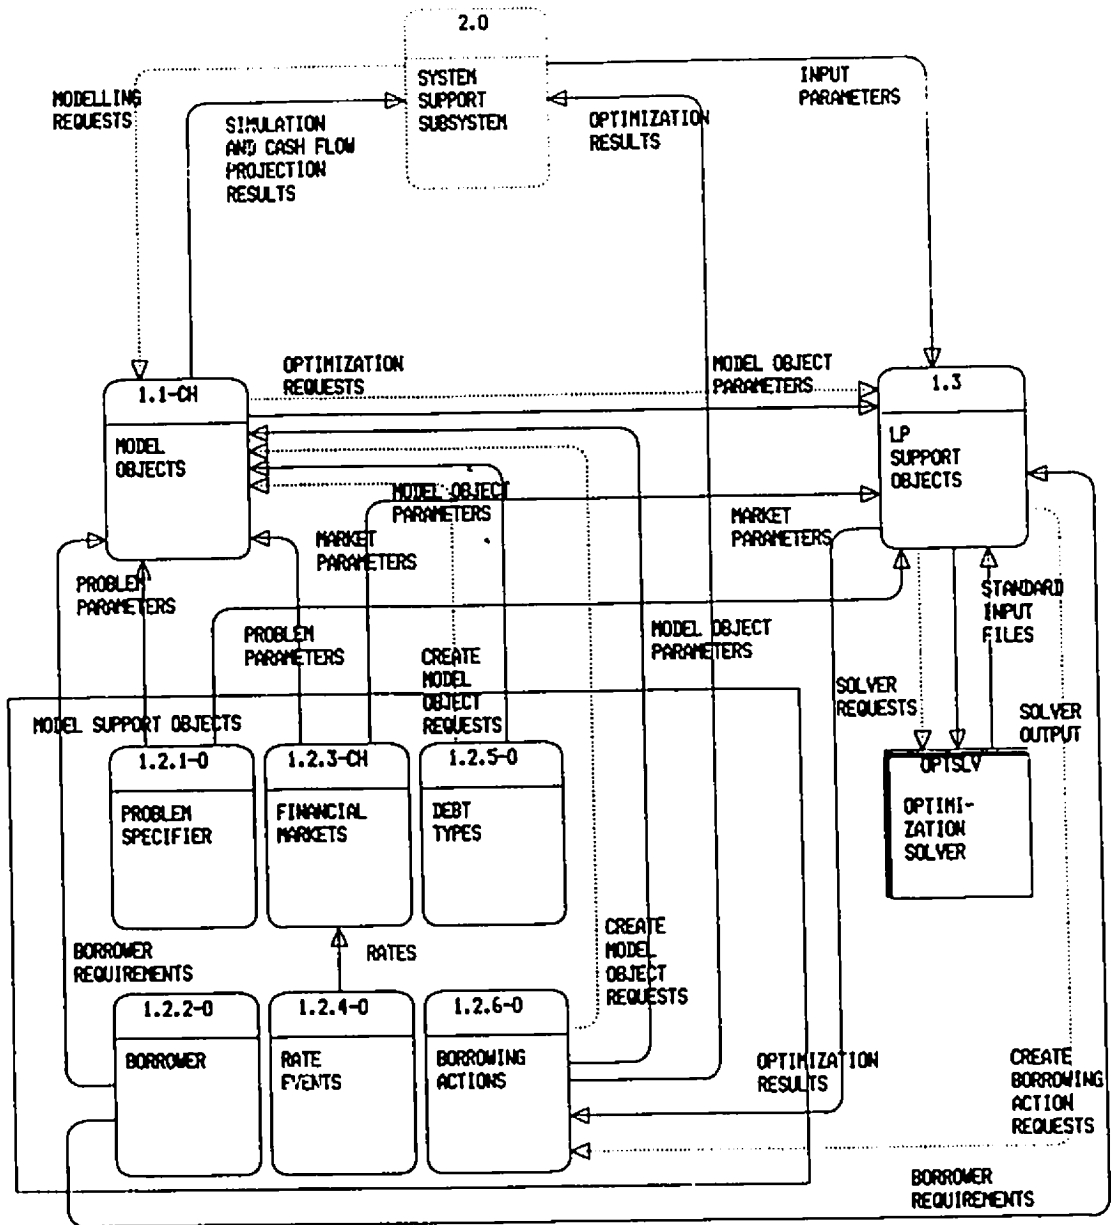 2.0
SYSTEM
SUPPORT
SUBSYSTEM
MODELLING
REQUESTS
SIMULATION
AND CASH FLOW
PROJECTION
RESULTS
OPTIMIZATION
RESULTS
INPUT
PARAMETERS
OPTIMIZATION
REQUESTS
MODEL OBJECT
PARAMETERS
1.1-CH
MODEL
OBJECTS
1.3
LP
SUPPORT
OBJECTS
MODEL OBJECT
PARAMETERS
MARKET
PARAMETERS
MARKET
PARAMETERS
PROBLEM
PARAMETERS
STANDARD
INPUT
FILES
PROBLEM
PARAMETERS
MODEL OBJECT
PARAMETERS
CREATE
MODEL
OBJECT
REQUESTS
SOLVER
REQUESTS
SOLVER
OUTPUT
MODEL SUPPORT OBJECTS
1.2.1-O
PROBLEM
SPECIFIER
1.2.3-CH
FINANCIAL
MARKETS
1.2.5-O
DEBT
TYPES
OPTSLV
OPTIMI-
ZATION
SOLVER
BORROWER
REQUIREMENTS
RATES
CREATE
MODEL
OBJECT
REQUESTS
1.2.2-O
BORROWER
1.2.4-O
RATE
EVENTS
1.2.6-O
BORROWING
ACTIONS
OPTIMIZATION
RESULTS
CREATE
BORROWING
ACTION
REQUESTS
BORROWER
REQUIREMENTS